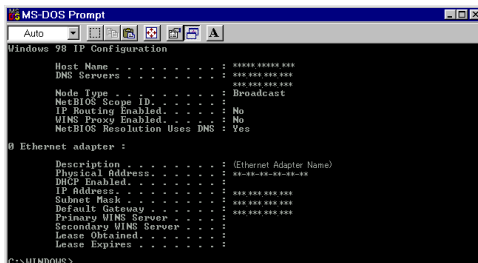 MS-DOS Prompt
Auto
A
Windows 98 IP Configuration
Host Name . . . . . . . . . : ***** ***** ***
DNS Servers . . . . . . . . : *** *** *** ***
*** *** *** ***
Node Type . . . . . . . . . : Broadcast
NetBIOS Scope ID. . . . . . :
IP Routing Enabled. . . . . : No
WINS Proxy Enabled. . . . . : No
NetBIOS Resolution Uses DNS : Yes
0 Ethernet adapter :
Description . . . . . . . . : (Ethernet Adapter Name)
Physical Address. . . . . . : **-**-**-**-**-**
DHCP Enabled. . . . . . . . :
IP Address. . . . . . . . . : *** *** *** ***
Subnet Mask . . . . . . . . : *** *** *** ***
Default Gateway . . . . . . : *** *** *** ***
Primary WINS Server . . . . :
Secondary WINS Server . . . :
Lease Obtained. . . . . . . :
Lease Expires . . . . . . . :
C:\WINDOWS>